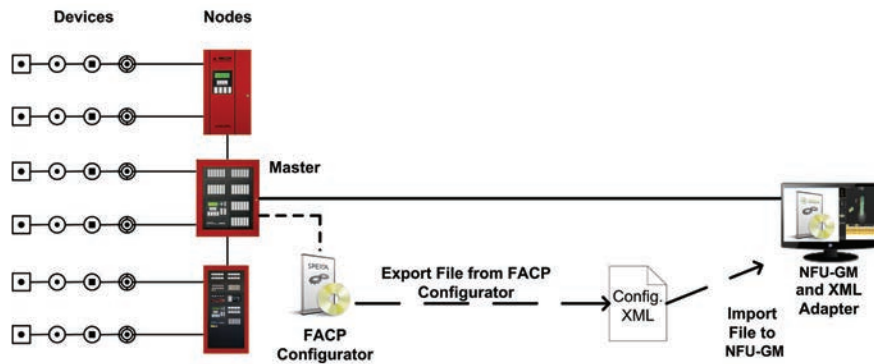 Devices
Nodes
Master
Export File from FACP
Configurator
FACP
Configurator
Config.
XML
Import
File to
NFU-GM
NFU-GM
and XML
Adapter